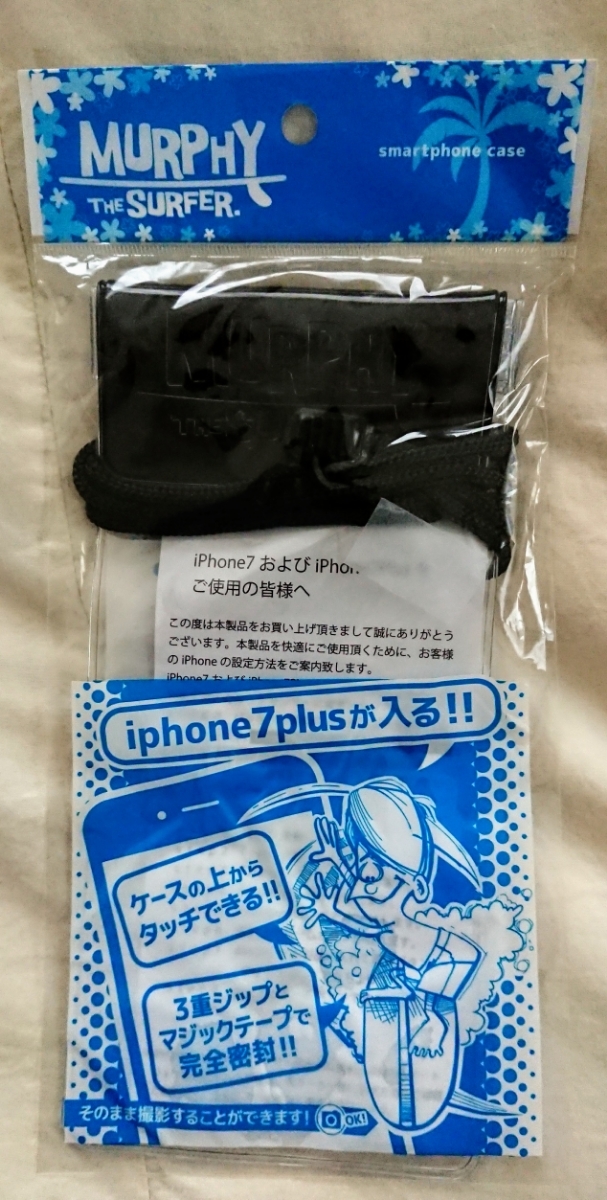 MURPHY
THE SURFER.
smartphone case
MURPHY
iPhone7 および iPhon
ご使用の皆様へ
この度は本製品をお買い上げ頂きまして誠にありがとう
ございます。本製品を快適にご使用頂くために、お客様
の iPhone の設定方法をご案内致します。
iPhone7 および
iphone7plusが入る!!
ケースの上から
タッチできる!!
3重ジップと
マジックテープで
完全密封!!
そのまま撮影することができます! OK!